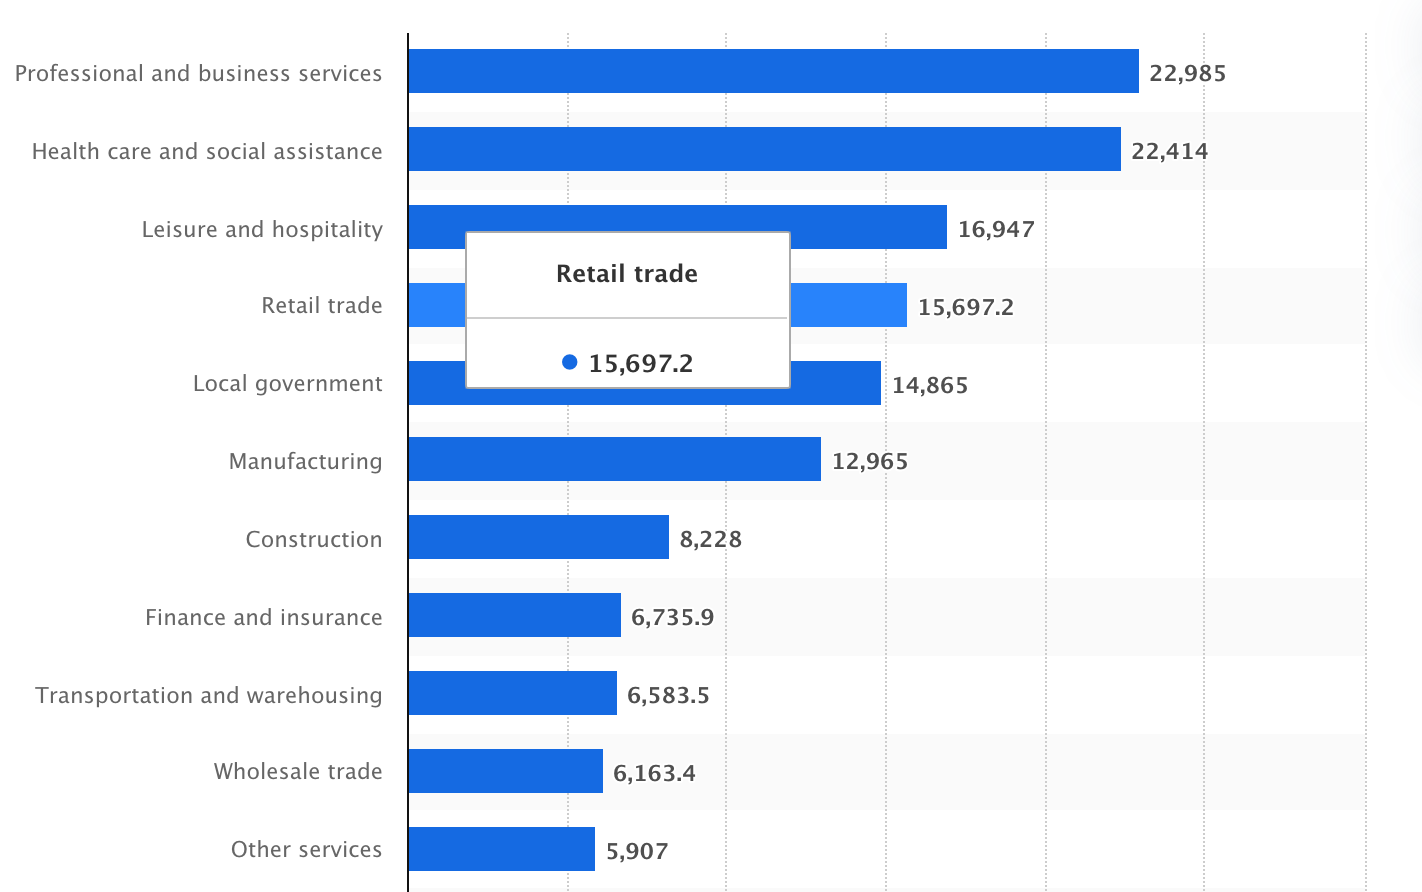 Professional and business services 22,985
Health care and social assistance 22,414
Leisure and hospitality 16,947
Retail trade
Retail trade 15,697.2
15,697.2
Local government 14,865
Manufacturing 12,965
Construction 8,228
Finance and insurance 6,735.9
Transportation and warehousing 6,583.5
Wholesale trade 6,163.4
Other services 5,907